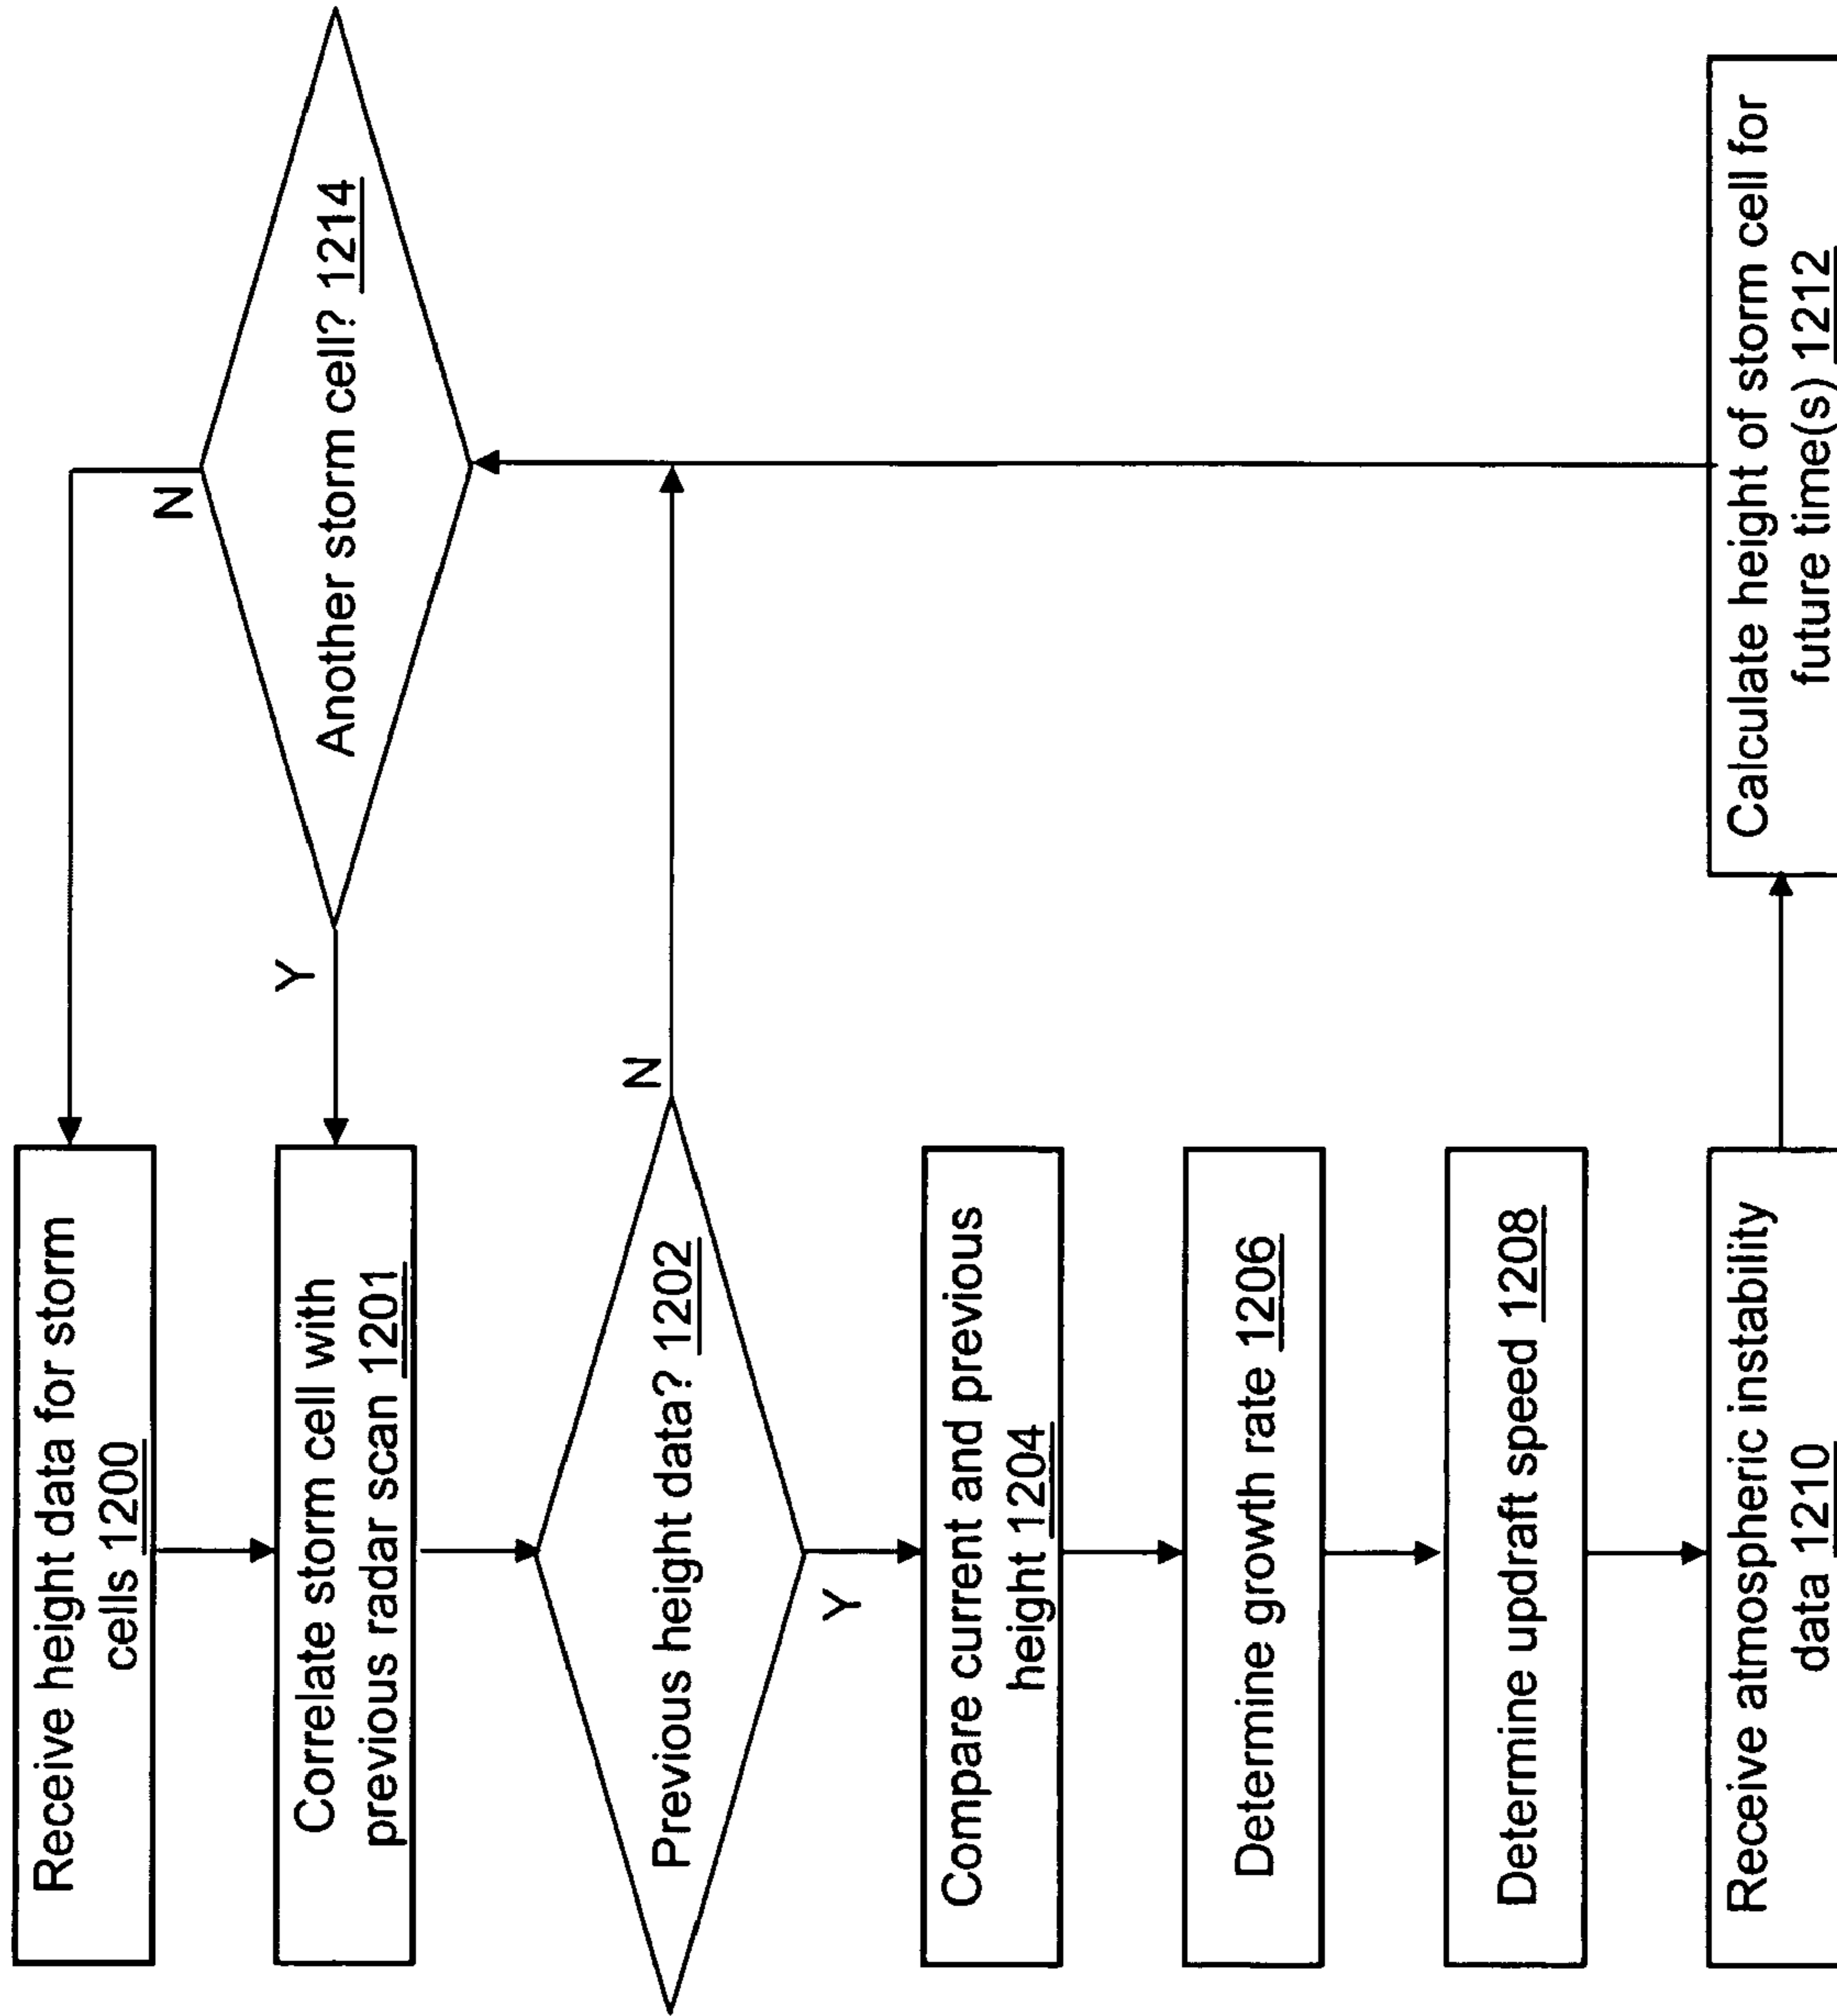 Receive height data for storm
cells 1200
Correlate storm cell with
previous radar scan 1201
Previous height data? 1202
N
Y
Compare current and previous
height 1204
Determine growth rate 1206
Determine updraft speed 1208
Receive atmospheric instability
data 1210
Calculate height of storm cell for
future time(s) 1212
Another storm cell? 1214
N
Y